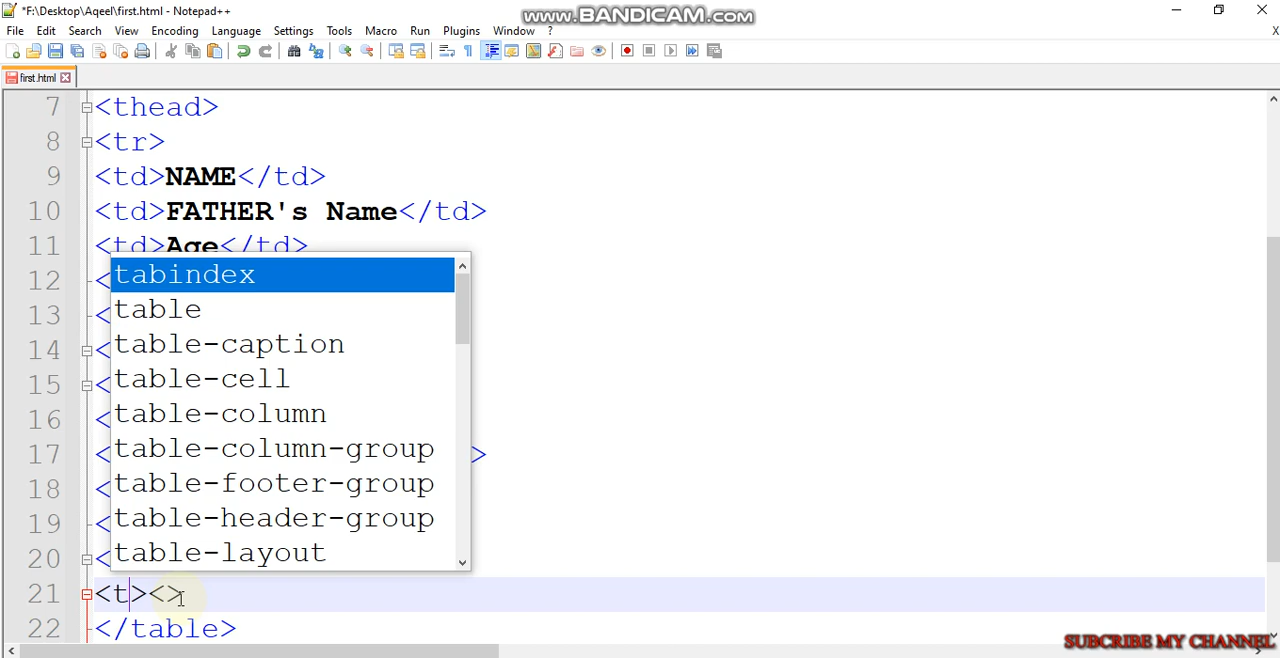 *F:\Desktop\Aqeel\first.html - Notepad++
www.BANDICAM.com
File Edit Search View Encoding Language Settings Tools Macro Run Plugins Window ?
X
first.html
7 <thead>
8 <tr>
9 <td>NAME</td>
10 <td>FATHER's Name</td>
11 <td>Age</td>
12 <
tabindex
13 <
table
14 <
table-caption
15 <
table-cell
16 <
table-column
17 < >
table-column-group
18 <
table-footer-group
19 <
table-header-group
20 <
table-layout
21 <t><>
22 </table>
SUBCRIBE MY CHANNEL